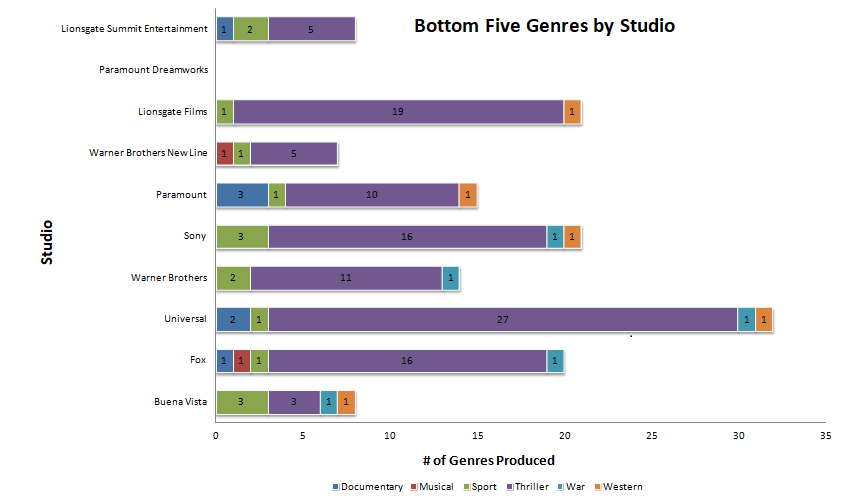 Bottom Five Genres by Studio
Studio
Lionsgate Summit Entertainment 1 2 5
Paramount Dreamworks
Lionsgate Films 1 19 1
Warner Brothers New Line 1 1 5
Paramount 3 1 10 1
Sony 3 16 1 1
Warner Brothers 2 11 1
Universal 2 1 27 1 1
Fox 1 1 1 16 1
Buena Vista 3 3 1 1
0 5 10 15 20 25 30 35
# of Genres Produced
Documentary Musical Sport Thriller War Western